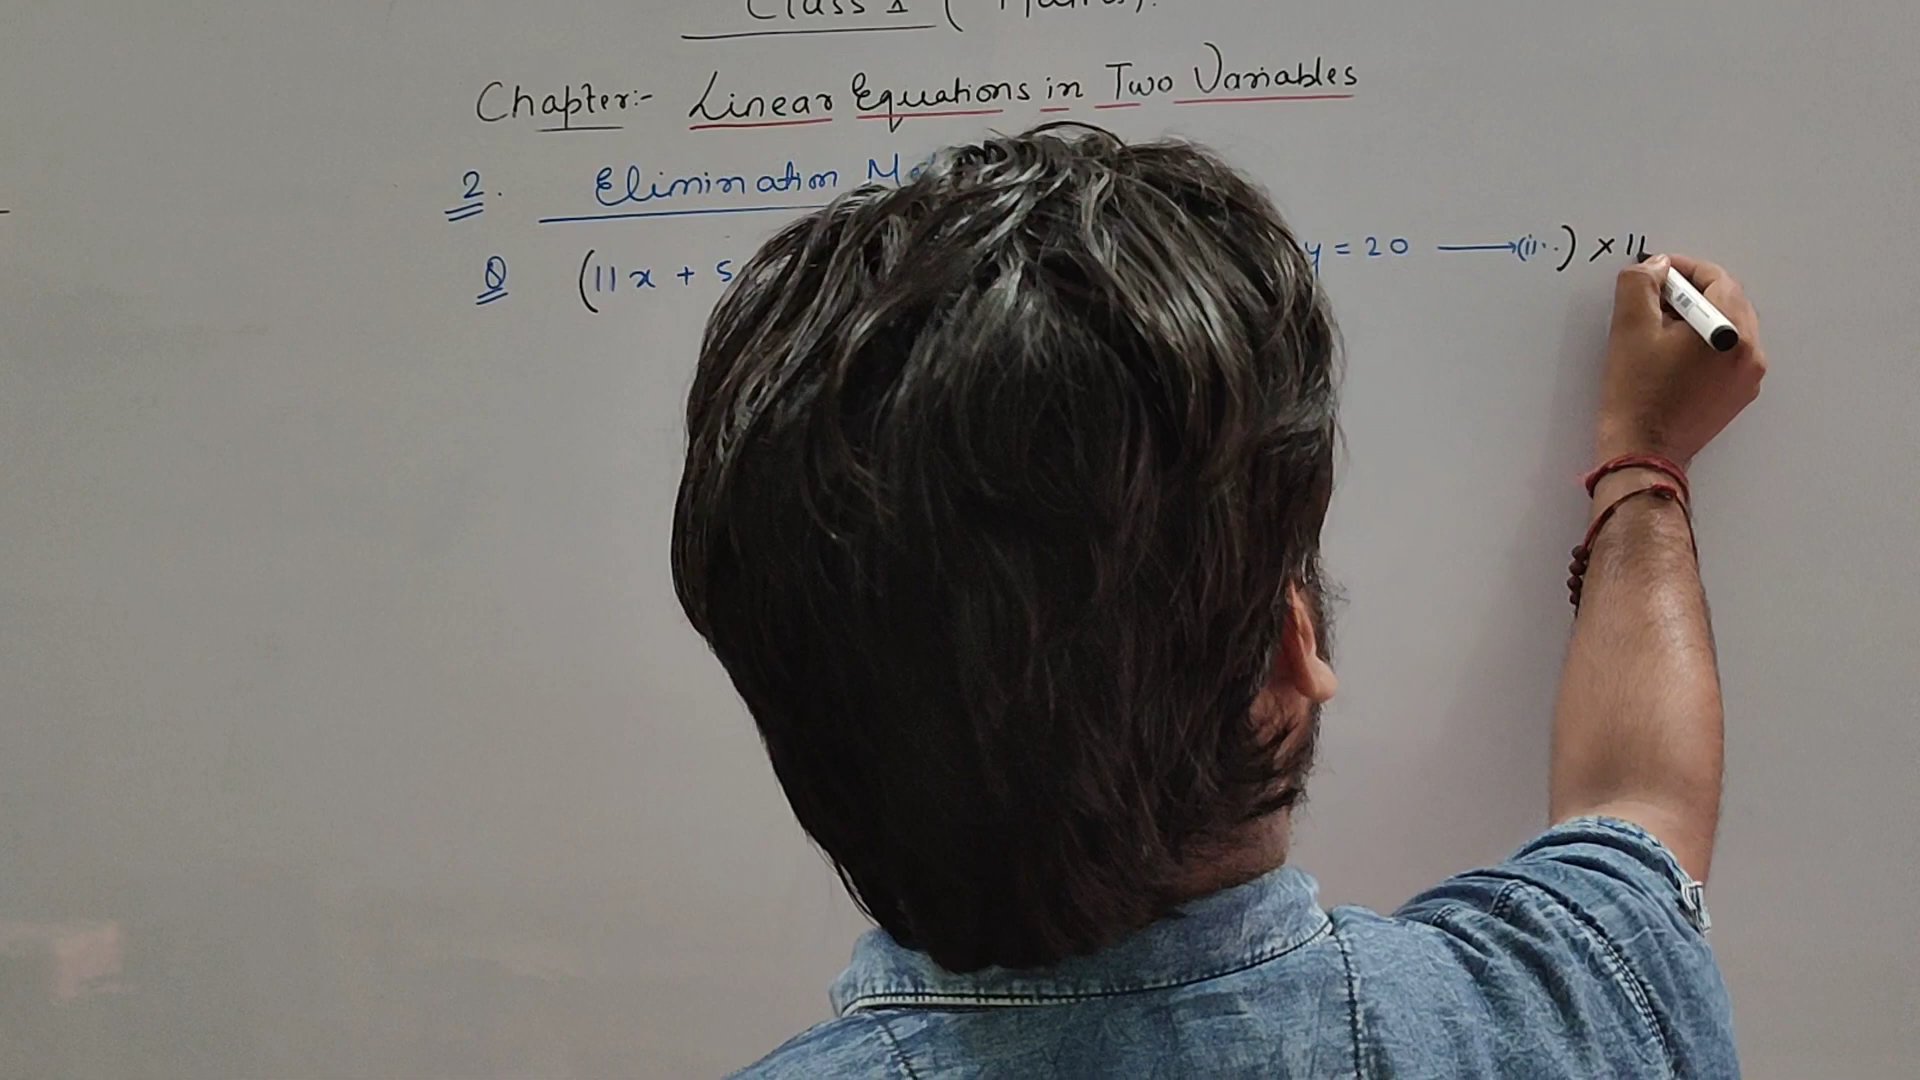 Class X (Maths).
Chapter:- Linear Equations in Two Variables
2. Elimination
Q (11x + 5 y = 20 → (ii..) × 11